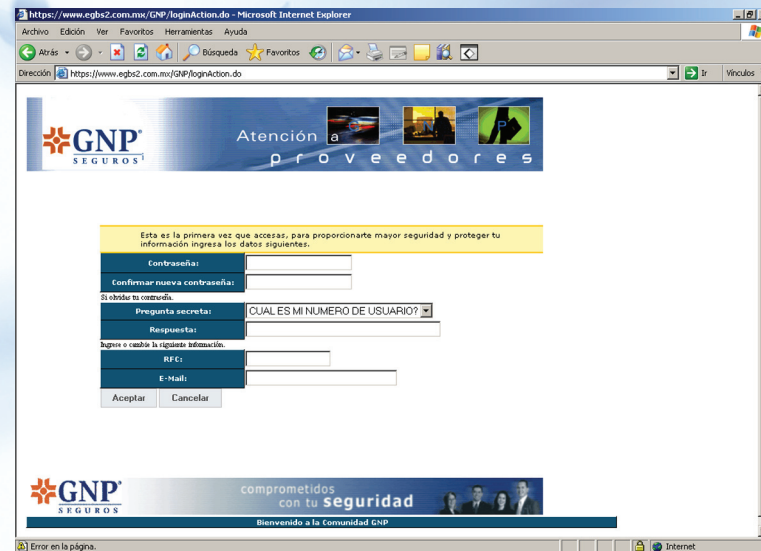 https://www.egbs2.com.mx/GNP/loginAction.do - Microsoft Internet Explorer
Archivo Edición Ver Favoritos Herramientas Ayuda
Atrás Búsqueda Favoritos
Dirección https://www.egbs2.com.mx/GNP/loginAction.do Ir Vínculos
GNP
SEGUROS
Atención a
proveedores
Esta es la primera vez que accesas, para proporcionarte mayor seguridad y proteger tu
información ingresa los datos siguientes.
Contraseña:
Confirmar nueva contraseña:
Si olvidas tu contraseña.
Pregunta secreta: CUAL ES MI NUMERO DE USUARIO?
Respuesta:
Ingrese o cambie la siguiente información.
RFC:
E-Mail:
Aceptar Cancelar
GNP
SEGUROS
comprometidos
con tu seguridad
Bienvenido a la Comunidad GNP
Error en la página. Internet